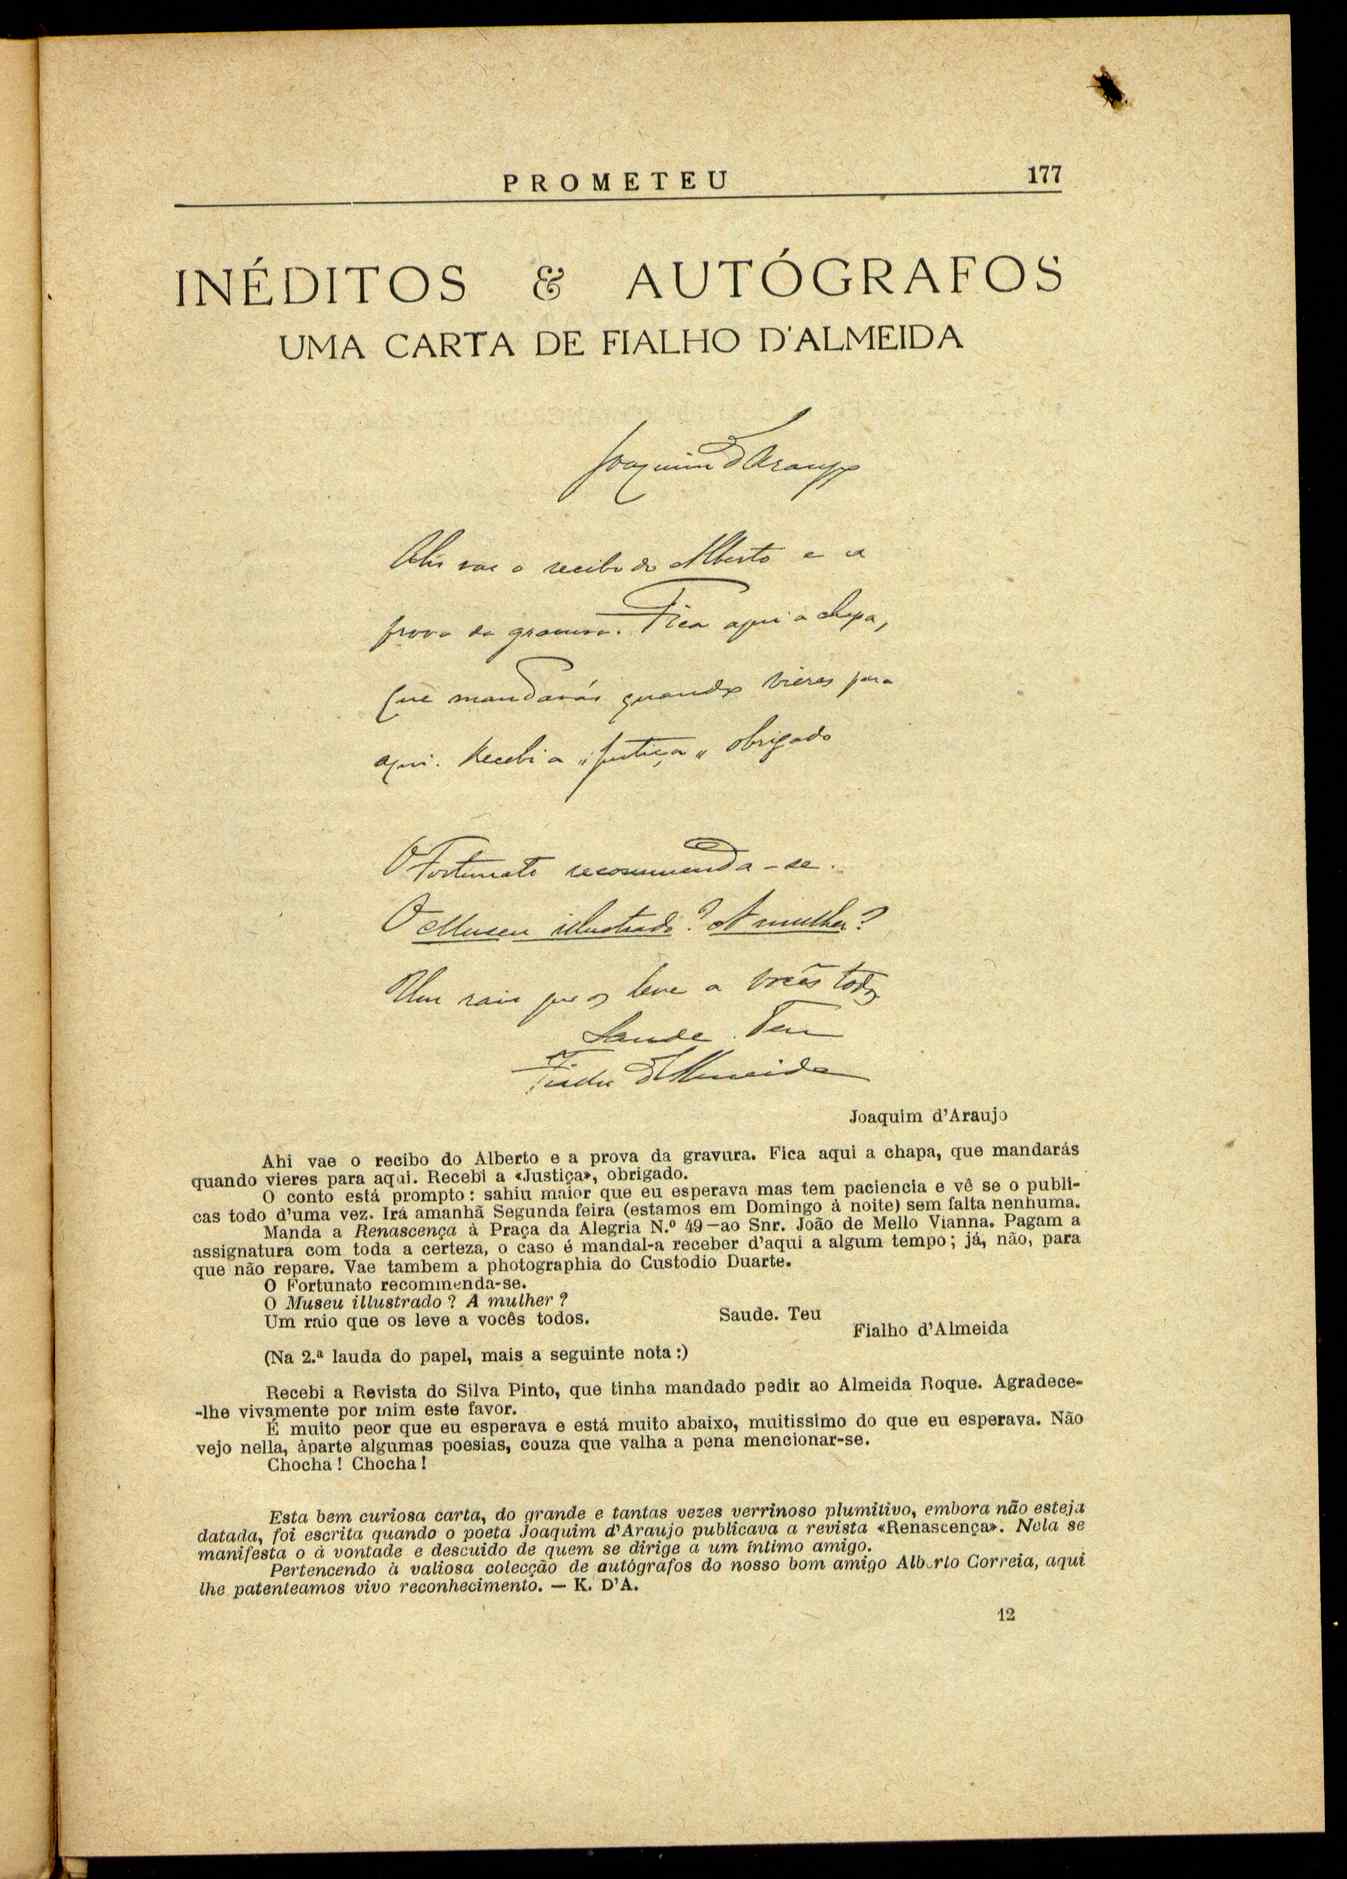 PROMETEU 177
INÉDITOS & AUTÓGRAFOS
UMA CARTA DE FIALHO D'ALMEIDA
Joaquim d'Araujo
Ahi vae o recibo do Alberto e a
prova da gravura. Fica aqui a chapa,
que mandarás quando vieres para
aqui. Recebi a „Justiça„ obrigado
O Fortunato recommenda-se.
O Museu illustrado? A mulher?
Um raio que os leve a vocês todos
Saude. Teu
Fialho d'Almeida
Joaquim d'Araujo
Ahi vae o recibo do Alberto e a prova da gravura. Fica aqui a chapa, que mandarás
quando vieres para aqui. Recebi a «Justiça», obrigado.
O conto está prompto: sahiu maior que eu esperava mas tem paciencia e vê se o publi-
cas todo d'uma vez. Irá amanhã Segunda feira (estamos em Domingo à noite) sem falta nenhuma.
Manda a Renascença à Praça da Alegria N.º 49—ao Snr. João de Mello Vianna. Pagam a
assignatura com toda a certeza, o caso é mandal-a receber d'aqui a algum tempo; já, não, para
que não repare. Vae tambem a photographia do Custodio Duarte.
O Fortunato recommenda-se.
O Museu illustrado? A mulher?
Um raio que os leve a vocês todos.
Saude. Teu
Fialho d'Almeida
(Na 2.ª lauda do papel, mais a seguinte nota:)
Recebi a Revista do Silva Pinto, que tinha mandado pedir ao Almeida Roque. Agradece-
-lhe vivamente por mim este favor.
É muito peor que eu esperava e está muito abaixo, muitissimo do que eu esperava. Não
vejo nella, àparte algumas poesias, couza que valha a pena mencionar-se.
Chocha! Chocha!
Esta bem curiosa carta, do grande e tantas vezes verrinoso plumitivo, embora não esteja
datada, foi escrita quando o poeta Joaquim d'Araujo publicava a revista «Renascença». Nela se
manifesta o à vontade e descuido de quem se dirige a um íntimo amigo.
Pertencendo à valiosa colecção de autógrafos do nosso bom amigo Alberto Correia, aqui
lhe patenteamos vivo reconhecimento. — K. D'A.
12